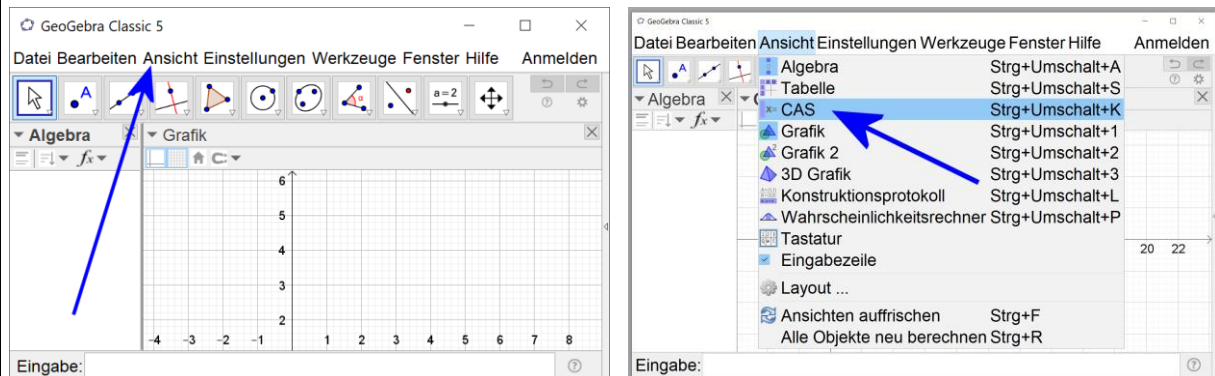 GeoGebra Classic 5
Datei Bearbeiten Ansicht Einstellungen Werkzeuge Fenster Hilfe Anmelden
A
α
a=2
Algebra
Grafik
fx
6
5
4
3
2
-4 -3 -2 -1 1 2 3 4 5 6 7 8
Eingabe:
GeoGebra Classic 5
Datei Bearbeiten Ansicht Einstellungen Werkzeuge Fenster Hilfe Anmelden
A
Algebra
fx
Algebra Strg+Umschalt+A
Tabelle Strg+Umschalt+S
x= CAS Strg+Umschalt+K
Grafik Strg+Umschalt+1
Grafik 2 Strg+Umschalt+2
3D Grafik Strg+Umschalt+3
Konstruktionsprotokoll Strg+Umschalt+L
Wahrscheinlichkeitsrechner Strg+Umschalt+P
Tastatur
Eingabezeile
Layout ...
Ansichten auffrischen Strg+F
Alle Objekte neu berechnen Strg+R
20 22
Eingabe: